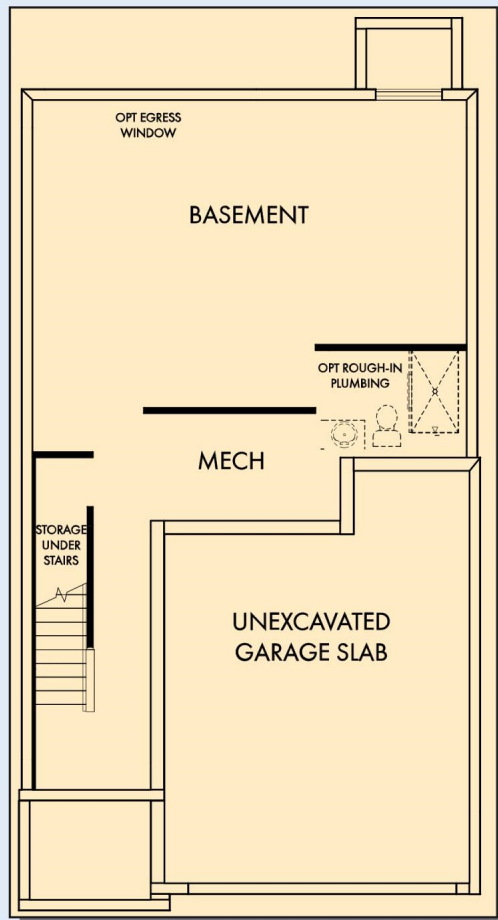 OPT EGRESS
WINDOW
BASEMENT
OPT ROUGH-IN
PLUMBING
MECH
STORAGE
UNDER
STAIRS
UNEXCAVATED
GARAGE SLAB